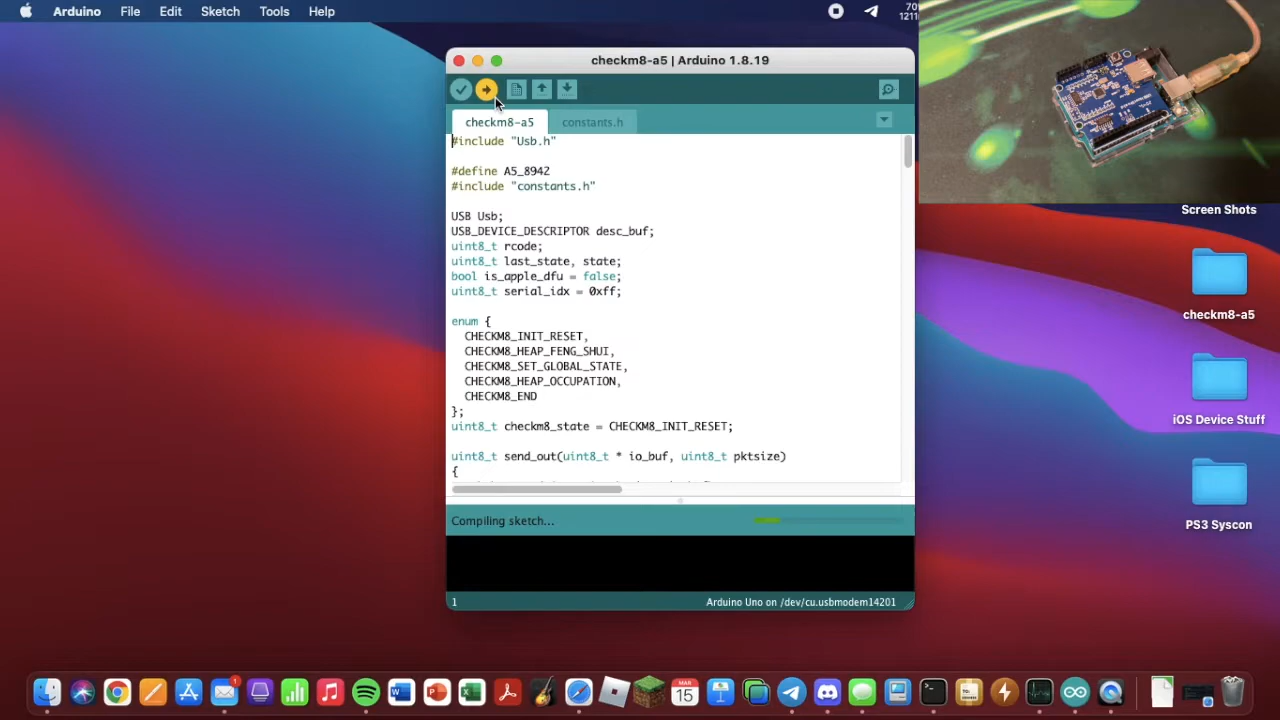 Arduino File Edit Sketch Tools Help
checkm8-a5 | Arduino 1.8.19
checkm8-a5 constants.h
#include "Usb.h"
#define A5_8942
#include "constants.h"
USB Usb;
USB_DEVICE_DESCRIPTOR desc_buf;
uint8_t rcode;
uint8_t last_state, state;
bool is_apple_dfu = false;
uint8_t serial_idx = 0xff;
enum {
CHECKM8_INIT_RESET,
CHECKM8_HEAP_FENG_SHUI,
CHECKM8_SET_GLOBAL_STATE,
CHECKM8_HEAP_OCCUPATION,
CHECKM8_END
};
uint8_t checkm8_state = CHECKM8_INIT_RESET;
uint8_t send_out(uint8_t * io_buf, uint8_t pktsize)
{
Compiling sketch...
1 Arduino Uno on /dev/cu.usbmodem14201
Screen Shots
checkm8-a5
iOS Device Stuff
PS3 Syscon
1
MAR
15